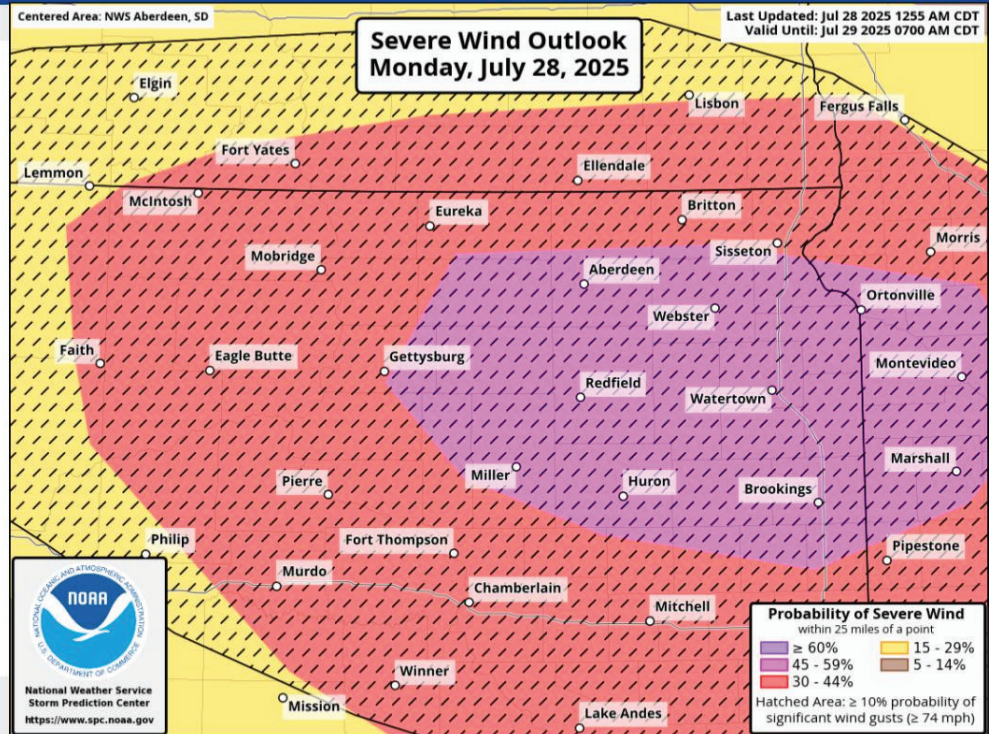 Centered Area: NWS Aberdeen, SD
Severe Wind Outlook
Monday, July 28, 2025
Last Updated: Jul 28 2025 1255 AM CDT
Valid Until: Jul 29 2025 0700 AM CDT
Elgin
Lisbon
Fergus Falls
Fort Yates
Ellendale
Lemmon
McIntosh
Eureka
Britton
Mobridge
Sisseton
Morris
Aberdeen
Webster
Ortonville
Faith
Eagle Butte
Gettysburg
Montevideo
Redfield
Watertown
Marshall
Pierre
Miller
Huron
Brookings
Philip
Fort Thompson
Pipestone
Murdo
Chamberlain
Mitchell
Winner
Mission
Lake Andes
NATIONAL OCEANIC AND ATMOSPHERIC ADMINISTRATION
NOAA
U.S. DEPARTMENT OF COMMERCE
National Weather Service
Storm Prediction Center
https://www.spc.noaa.gov
Probability of Severe Wind
within 25 miles of a point
≥ 60%
45 - 59%
30 - 44%
15 - 29%
5 - 14%
Hatched Area: ≥ 10% probability of
significant wind gusts (≥ 74 mph)